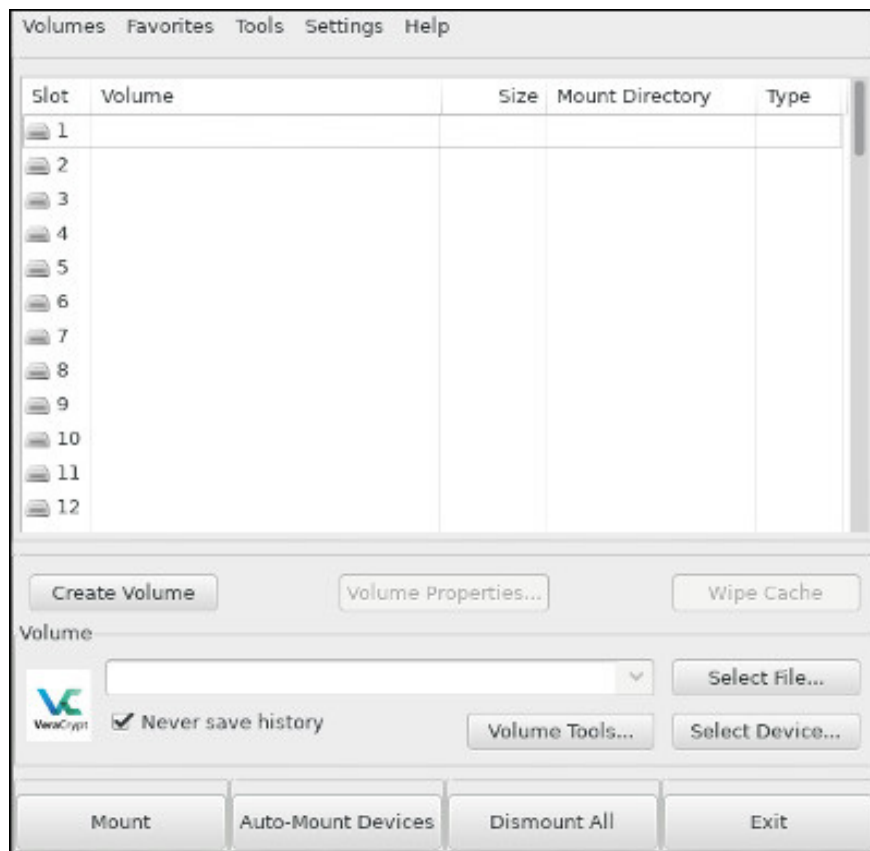 Volumes Favorites Tools Settings Help
Slot Volume Size Mount Directory Type
1
2
3
4
5
6
7
8
9
10
11
12
Create Volume Volume Properties... Wipe Cache
Volume
Select File...
VeraCrypt
Never save history Volume Tools... Select Device...
Mount Auto-Mount Devices Dismount All Exit